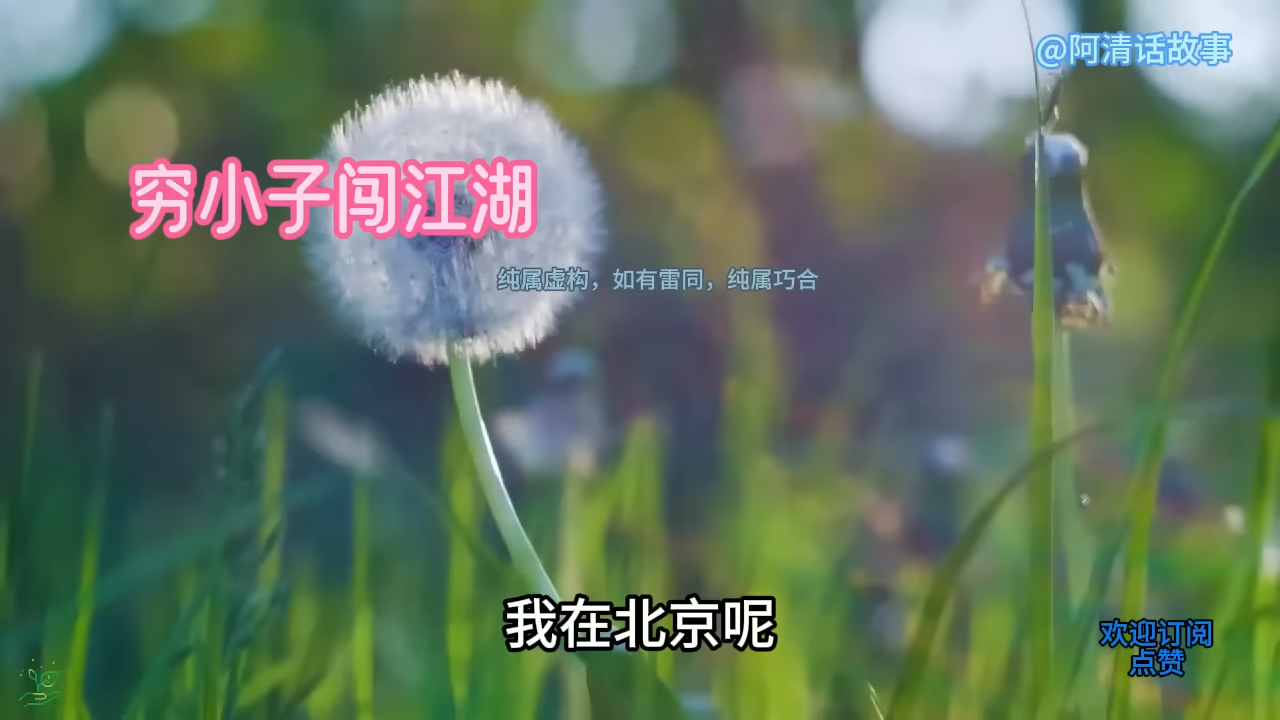 @阿清话故事
穷小子闯江湖
纯属虚构，如有雷同，纯属巧合
我在北京呢
欢迎订阅
点赞